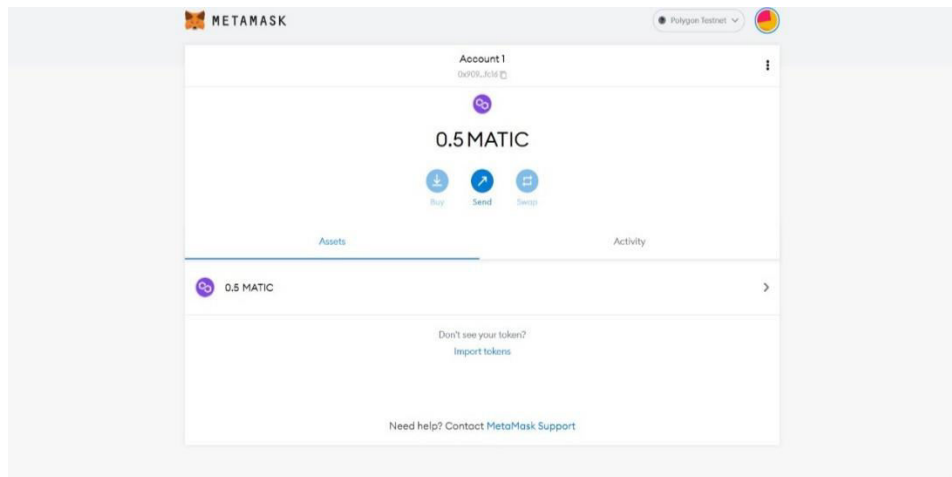 METAMASK
Polygon Testnet
Account 1
0.5 MATIC
Buy Send Swap
Assets Activity
0.5 MATIC
Don't see your token?
Import tokens
Need help? Contact MetaMask Support